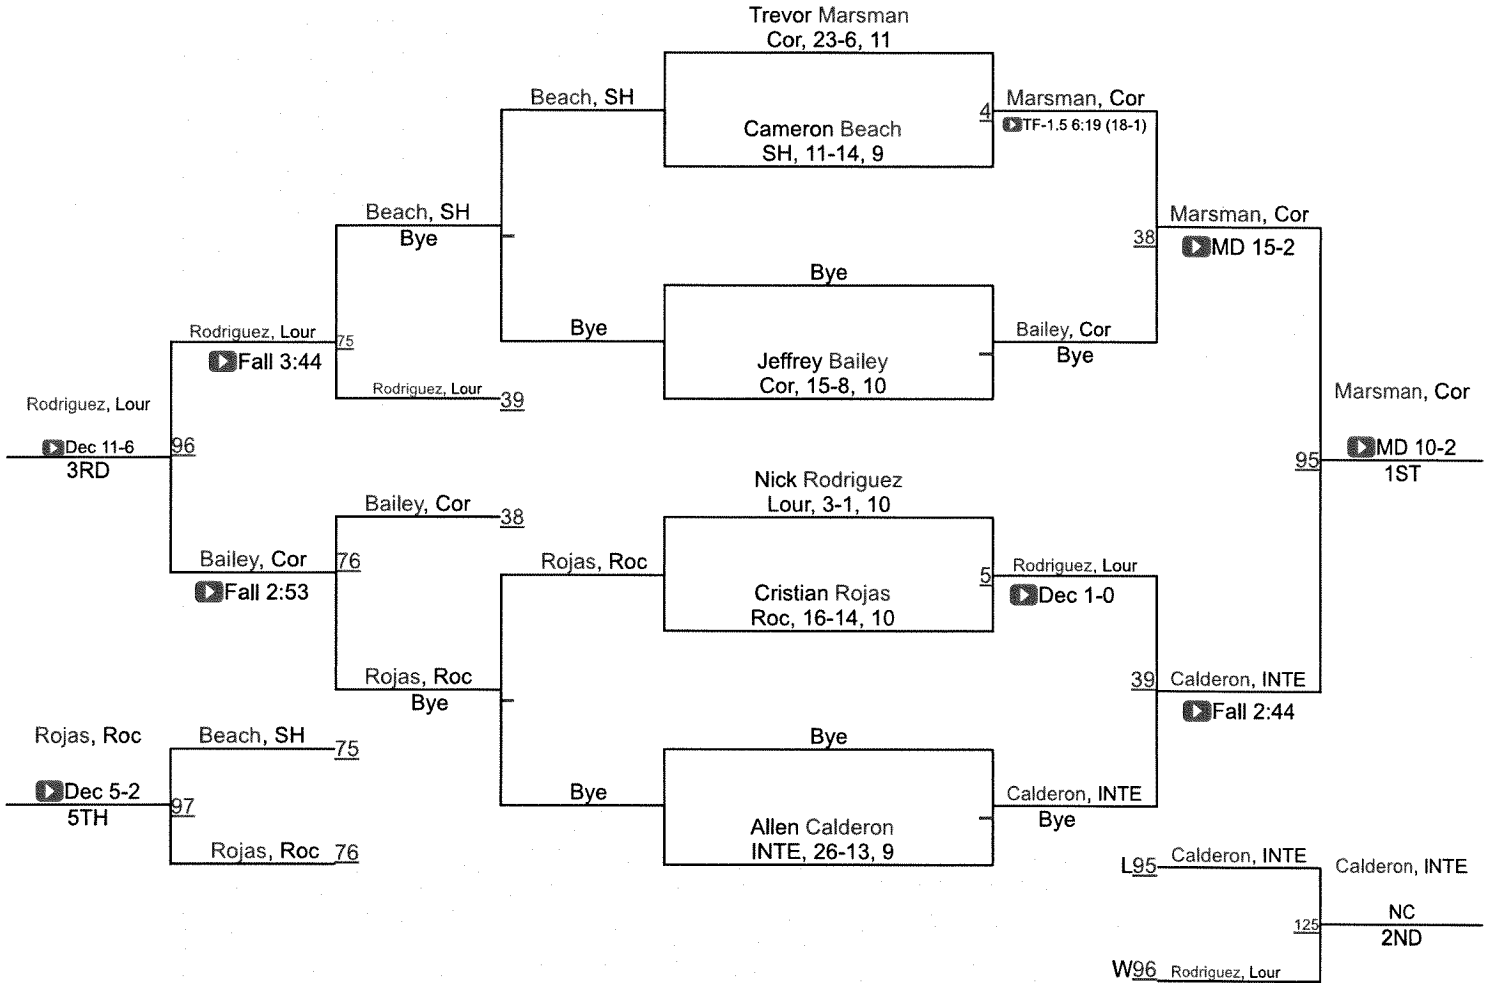 Trevor Marsman
Cor, 23-6, 11
Beach, SH
4
Marsman, Cor
TF-1.5 6:19 (18-1)
Cameron Beach
SH, 11-14, 9
Beach, SH
Bye
Marsman, Cor
38
MD 15-2
Bye
Bye
Bailey, Cor
Bye
Rodriguez, Lour
75
Fall 3:44
Jeffrey Bailey
Cor, 15-8, 10
Rodriguez, Lour
39
Marsman, Cor
Rodriguez, Lour
Dec 11-6
96
3RD
95
MD 10-2
1ST
Nick Rodriguez
Lour, 3-1, 10
Bailey, Cor
38
Bailey, Cor
76
Fall 2:53
Rojas, Roc
5
Rodriguez, Lour
Dec 1-0
Cristian Rojas
Roc, 16-14, 10
Rojas, Roc
Bye
39
Calderon, INTE
Fall 2:44
Rojas, Roc
Beach, SH
75
Bye
Dec 5-2
97
5TH
Bye
Calderon, INTE
Bye
Allen Calderon
INTE, 26-13, 9
Rojas, Roc
76
L95
Calderon, INTE
Calderon, INTE
125
NC
2ND
W96
Rodriguez, Lour